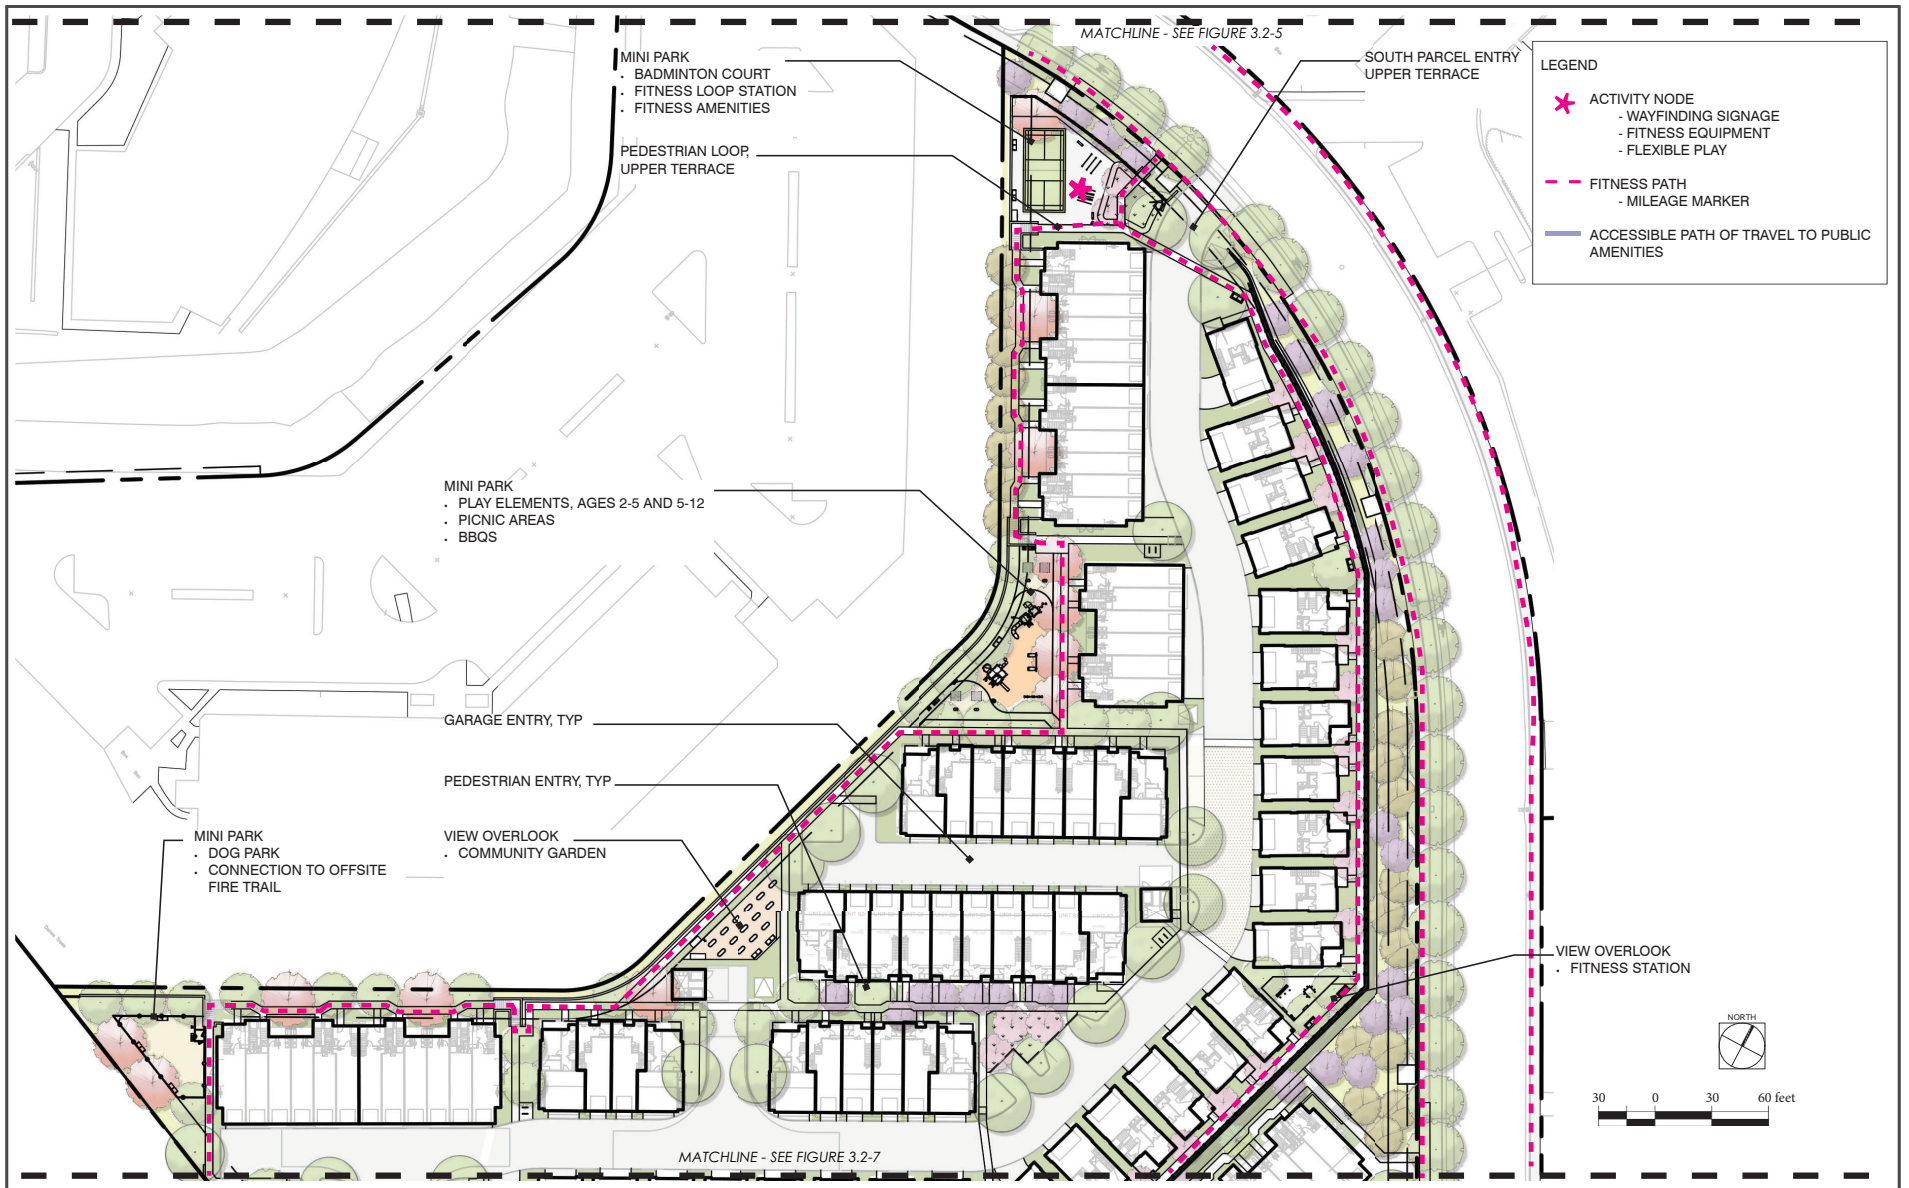 MATCHLINE - SEE FIGURE 3.2-5
MINI PARK
• BADMINTON COURT
• FITNESS LOOP STATION
• FITNESS AMENITIES
SOUTH PARCEL ENTRY
UPPER TERRACE
LEGEND
ACTIVITY NODE
- WAYFINDING SIGNAGE
- FITNESS EQUIPMENT
- FLEXIBLE PLAY
FITNESS PATH
- MILEAGE MARKER
ACCESSIBLE PATH OF TRAVEL TO PUBLIC
AMENITIES
PEDESTRIAN LOOP,
UPPER TERRACE
MINI PARK
• PLAY ELEMENTS, AGES 2-5 AND 5-12
• PICNIC AREAS
• BBQS
GARAGE ENTRY, TYP
PEDESTRIAN ENTRY, TYP
MINI PARK
• DOG PARK
• CONNECTION TO OFFSITE
FIRE TRAIL
VIEW OVERLOOK
• COMMUNITY GARDEN
VIEW OVERLOOK
• FITNESS STATION
NORTH
30 0 30 60 feet
MATCHLINE - SEE FIGURE 3.2-7